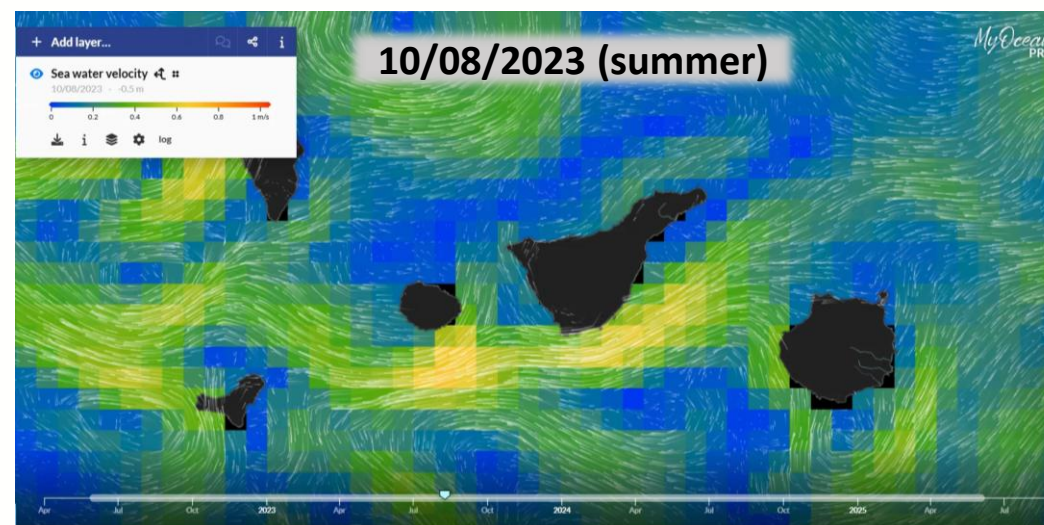 + Add layer...
i
10/08/2023 (summer)
MyOcean
PR
Sea water velocity
10/08/2023 - -0.5 m
0 0.2 0.4 0.6 0.8 1 m/s
i log
Apr Jul Oct 2023 Apr Jul Oct 2024 Apr Jul Oct 2025 Apr Jul